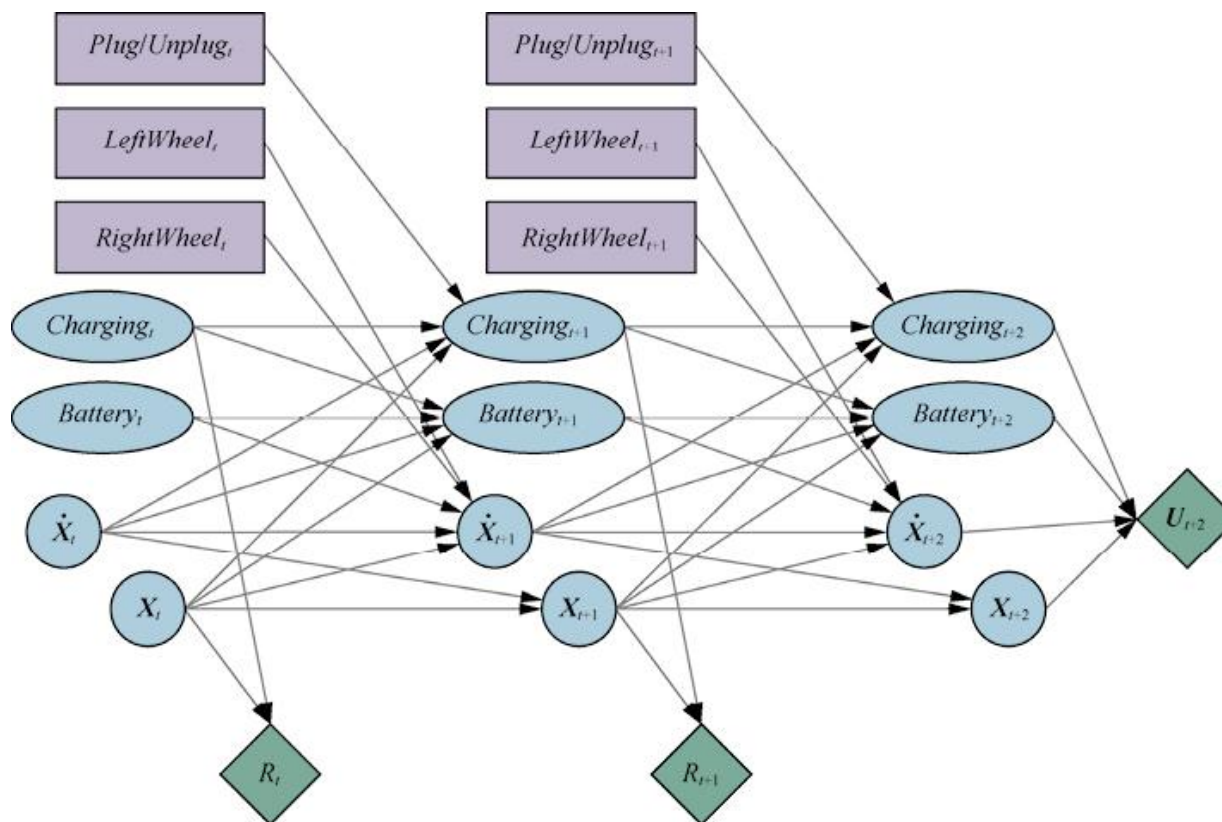 Plug/Unplugₜ
Plug/Unplugₜ₊₁
LeftWheelₜ
LeftWheelₜ₊₁
RightWheelₜ
RightWheelₜ₊₁
Chargingₜ
Chargingₜ₊₁
Chargingₜ₊₂
Batteryₜ
Batteryₜ₊₁
Batteryₜ₊₂
Ẋₜ
Ẋₜ₊₁
Ẋₜ₊₂
Uₜ₊₂
Xₜ
Xₜ₊₁
Xₜ₊₂
Rₜ
Rₜ₊₁